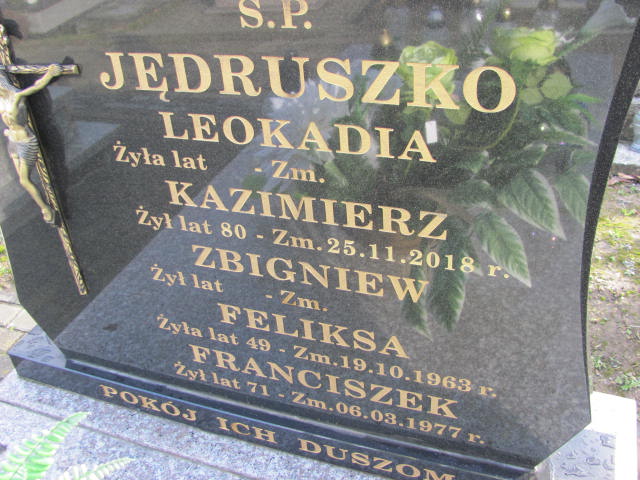 Ś.P.
JĘDRUSZKO
LEOKADIA
Żyła lat - Zm.
KAZIMIERZ
Żył lat 80 - Zm. 25.11.2018 r.
ZBIGNIEW
Żył lat - Zm.
FELIKSA
Żyła lat 49 - Zm. 19.10.1963 r.
FRANCISZEK
Żył lat 71 - Zm. 06.03.1977 r.
POKÓJ ICH DUSZOM